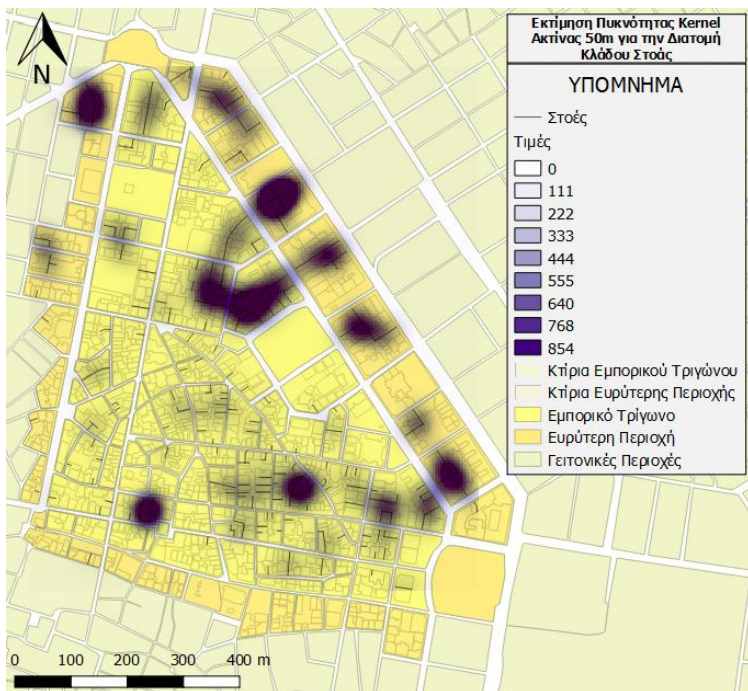 Εκτίμηση Πυκνότητας Kernel
Ακτίνας 50m για την Διατομή
Κλάδου Στοάς
ΥΠΟΜΝΗΜΑ
Στοές
Τιμές
0
111
222
333
444
555
640
768
854
Κτίρια Εμπορικού Τριγώνου
Κτίρια Ευρύτερης Περιοχής
Εμπορικό Τρίγωνο
Ευρύτερη Περιοχή
Γειτονικές Περιοχές
N
0 100 200 300 400 m